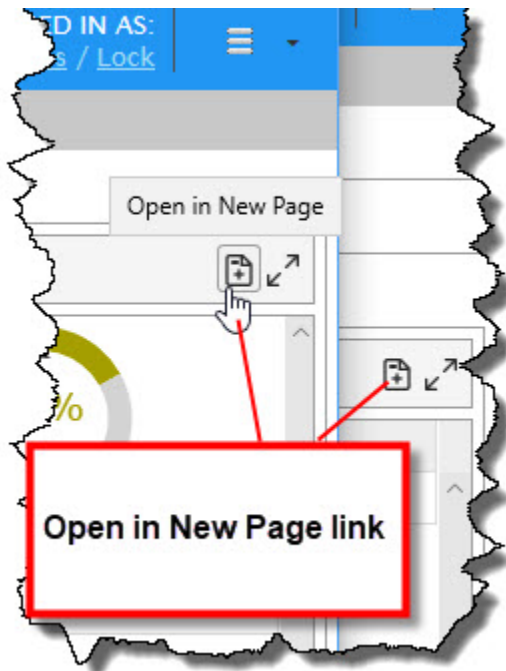 ED IN AS:
s / Lock
Open in New Page
%
Open in New Page link